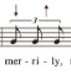 3
mer - ri - ly,